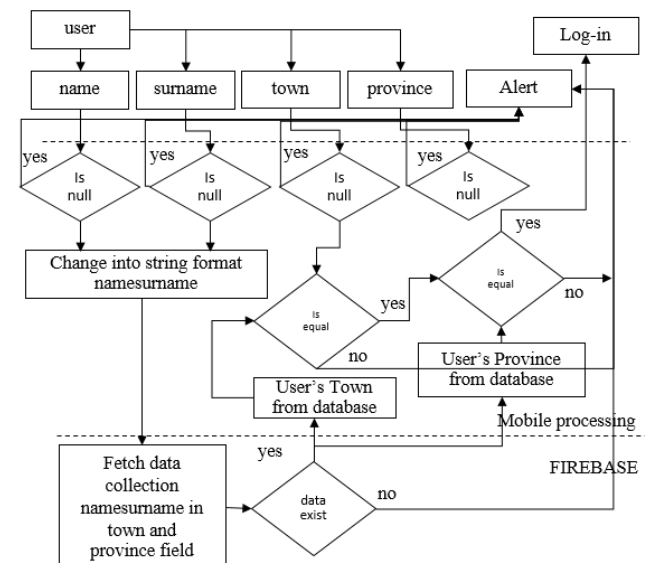 user
Log-in
name
surname
town
province
Alert
yes
yes
yes
yes
Is
null
Is
null
Is
null
Is
null
yes
Change into string format
namesurname
Is
equal
Is
equal
yes
no
no
User's Province
from database
User's Town
from database
Mobile processing
yes
FIREBASE
Fetch data
collection
namesurname in
town and
province field
data
exist
no